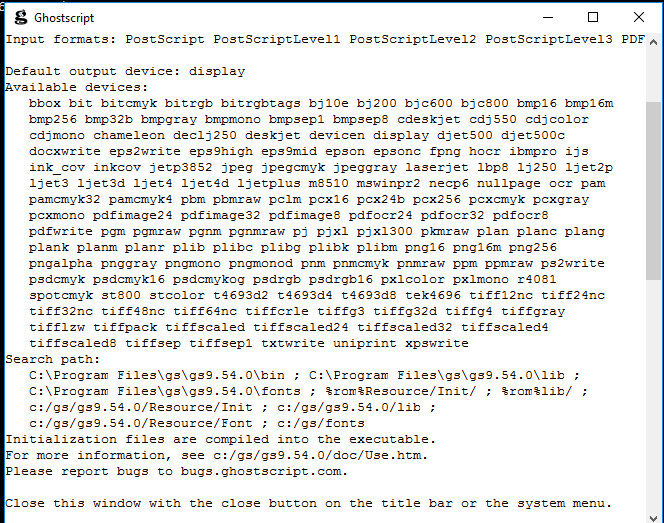 Ghostscript
Input formats: PostScript PostScriptLevel1 PostScriptLevel2 PostScriptLevel3 PDF
Default output device: display
Available devices:
bbox bit bitcmyk bitrgb bitrgbtags bj10e bj200 bjc600 bjc800 bmp16 bmp16m
bmp256 bmp32b bmpgray bmpmono bmpsep1 bmpsep8 cdeskjet cdj550 cdjcolor
cdjmono chameleon declj250 deskjet devicen display djet500 djet500c
docxwrite eps2write eps9high eps9mid epson epsonc fpng hocr ibmpro ijs
ink_cov inkcov jetp3852 jpeg jpegcmyk jpeggray laserjet lbp8 lj250 ljet2p
ljet3 ljet3d ljet4 ljet4d ljetplus m8510 mswinpr2 necp6 nullpage ocr pam
pamcmyk32 pamcmyk4 pbm pbmraw pclm pcx16 pcx24b pcx256 pcxcmyk pcxgray
pcxmono pdfimage24 pdfimage32 pdfimage8 pdfocr24 pdfocr32 pdfocr8
pdfwrite pgm pgmraw pgnm pgnmraw pj pjxl pjxl300 pkmraw plan planc plang
plank planm planr plib plibc plibg plibk plibm png16 png16m png256
pngalpha pnggray pngmono pngmonod pnm pnmcmyk pnmraw ppm ppmraw ps2write
psdcmyk psdcmyk16 psdcmykog psdrgb psdrgb16 pxlcolor pxlmono r4081
spotcmyk st800 stcolor t4693d2 t4693d4 t4693d8 tek4696 tiff12nc tiff24nc
tiff32nc tiff48nc tiff64nc tiffcrle tiffg3 tiffg32d tiffg4 tiffgray
tifflzw tiffpack tiffscaled tiffscaled24 tiffscaled32 tiffscaled4
tiffscaled8 tiffsep tiffsep1 txtwrite uniprint xpswrite
Search path:
C:\Program Files\gs\gs9.54.0\bin ; C:\Program Files\gs\gs9.54.0\lib ;
C:\Program Files\gs\gs9.54.0\fonts ; %rom%Resource/Init/ ; %rom%lib/ ;
c:/gs/gs9.54.0/Resource/Init ; c:/gs/gs9.54.0/lib ;
c:/gs/gs9.54.0/Resource/Font ; c:/gs/fonts
Initialization files are compiled into the executable.
For more information, see c:/gs/gs9.54.0/doc/Use.htm.
Please report bugs to bugs.ghostscript.com.
Close this window with the close button on the title bar or the system menu.